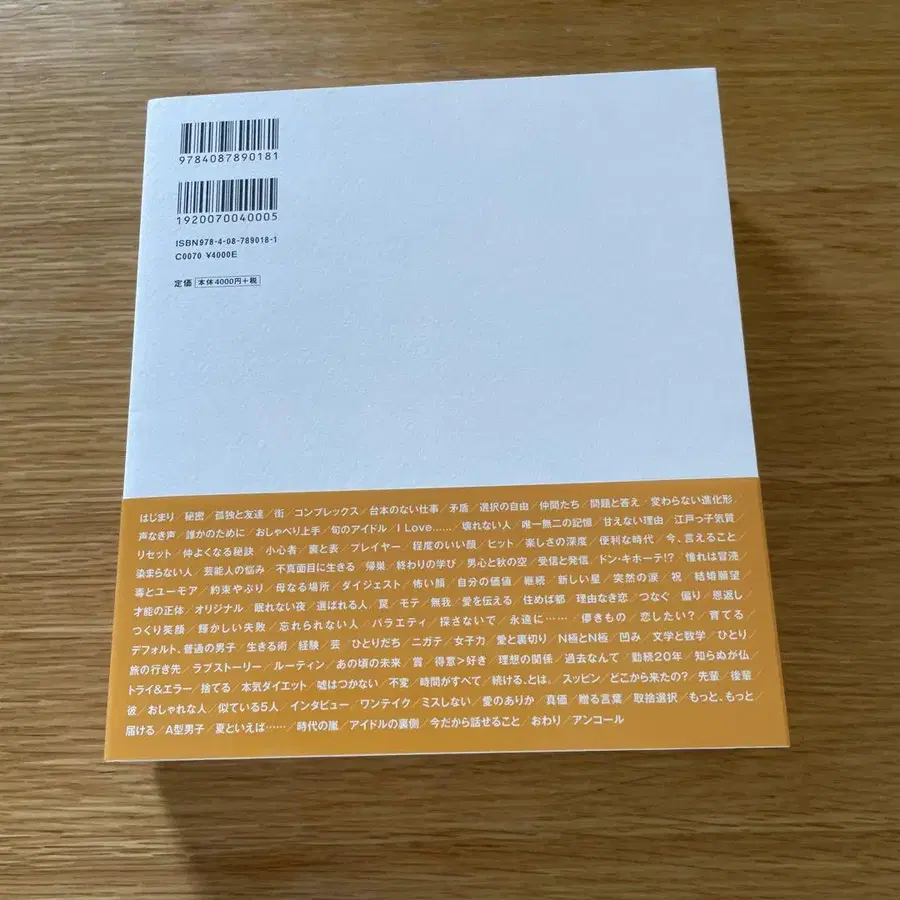 9784087890181
1920070040005
ISBN978-4-08-789018-1
C0070 ¥4000E
定価 本体4000円+税
はじまり/秘密/孤独と友達/街/コンプレックス/台本のない仕事/矛盾/選択の自由/仲間たち/問題と答え/変わらない進化形/
声なき声/誰かのために/おしゃべり上手/旬のアイドル/I Love……/壊れない人/唯一無二の記憶/甘えない理由/江戸っ子気質/
リセット/仲よくなる秘訣/小心者/裏と表/プレイヤー/程度のいい顔/ヒット/楽しさの深度/便利な時代/今、言えること/
染まらない人/芸能人の悩み/不真面目に生きる/帰巣/終わりの学び/男心と秋の空/受信と発信/ドン・キホーテ!?/憧れは冒険/
毒とユーモア/約束やぶり/母なる場所/ダイジェスト/怖い顔/自分の価値/継続/新しい星/突然の涙/祝/結婚願望/
才能の正体/オリジナル/眠れない夜/選ばれる人/罠/モテ/無我/愛を伝える/住めば都/理由なき恋/つなぐ/偏り/恩返し/
つくり笑顔/輝かしい失敗/忘れられない人/バラエティ/探さないで/永遠に……/儚きもの/恋したい?/育てる/
デフォルト、普通の男子/生きる術/経験/芸/ひとりだち/ニガテ/女子力/愛と裏切り/N極とN極/凹み/文学と数学/ひとり/
旅の行き先/ラブストーリー/ルーティン/あの頃の未来/賞/得意>好き/理想の関係/過去なんて/勤続20年/知らぬが仏/
トライ&エラー/捨てる/本気ダイエット/嘘はつかない/不変/時間がすべて/続ける、とは。/スッピン/どこから来たの?/先輩/後輩/
彼/おしゃれな人/似ている5人/インタビュー/ワンテイク/ミスしない/愛のありか/真価/贈る言葉/取捨選択/もっと、もっと/
届ける/A型男子/夏といえば……/時代の嵐/アイドルの裏側/今だから話せること/おわり/アンコール